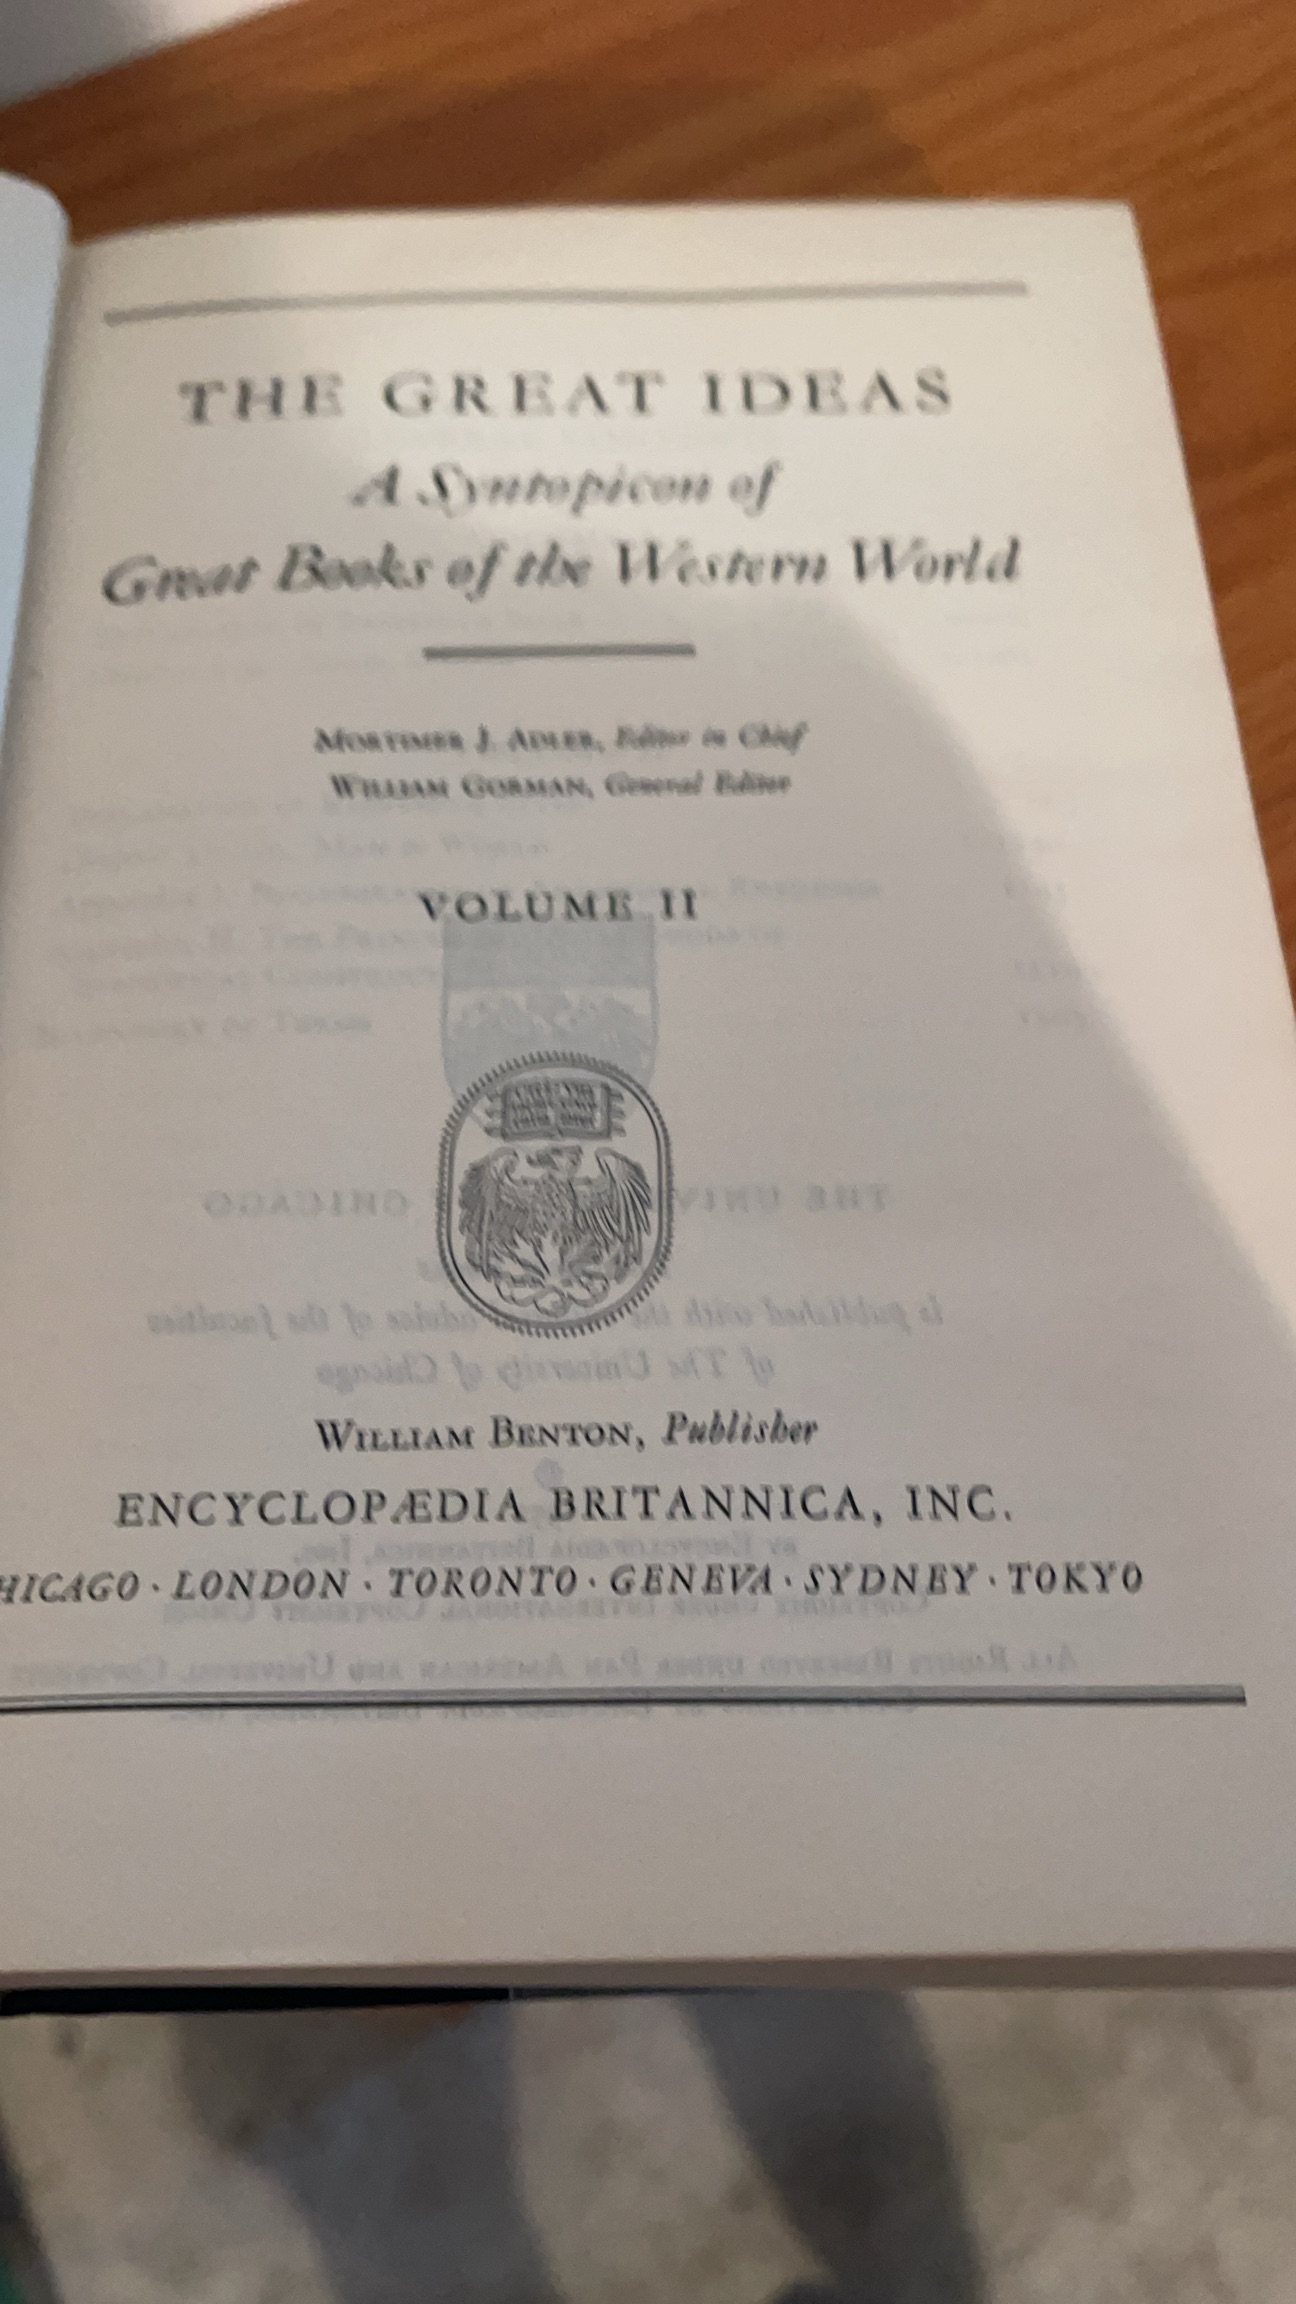 THE GREAT IDEAS
A Syntopicon of
Great Books of the Western World
MORTIMER J. ADLER, Editor in Chief
WILLIAM GORMAN, General Editor
VOLUME II
WILLIAM BENTON, Publisher
ENCYCLOPÆDIA BRITANNICA, INC.
HICAGO · LONDON · TORONTO · GENEVA · SYDNEY · TOKYO